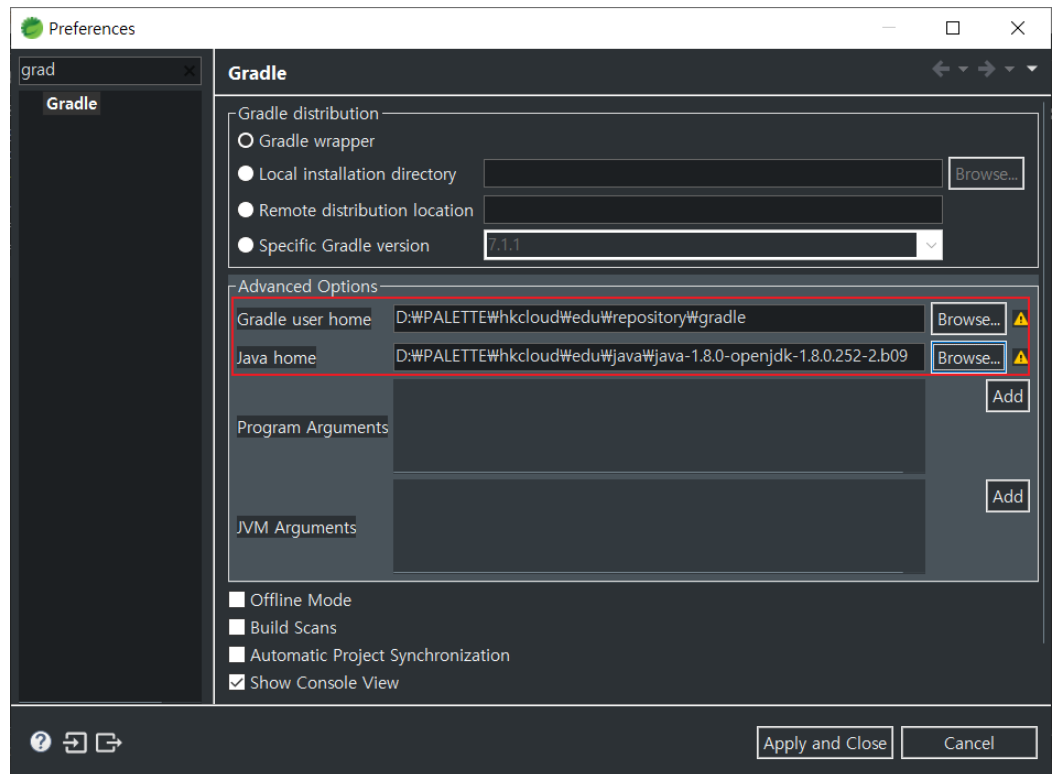 Preferences
grad
Gradle
Gradle
Gradle distribution
Gradle wrapper
Local installation directory
Browse...
Remote distribution location
Specific Gradle version
7.1.1
Advanced Options
Gradle user home
D:₩PALETTE₩hkcloud₩edu₩repository₩gradle
Browse...
Java home
D:₩PALETTE₩hkcloud₩edu₩java₩java-1.8.0-openjdk-1.8.0.252-2.b09
Browse...
Add
Program Arguments
Add
JVM Arguments
Offline Mode
Build Scans
Automatic Project Synchronization
Show Console View
Apply and Close
Cancel